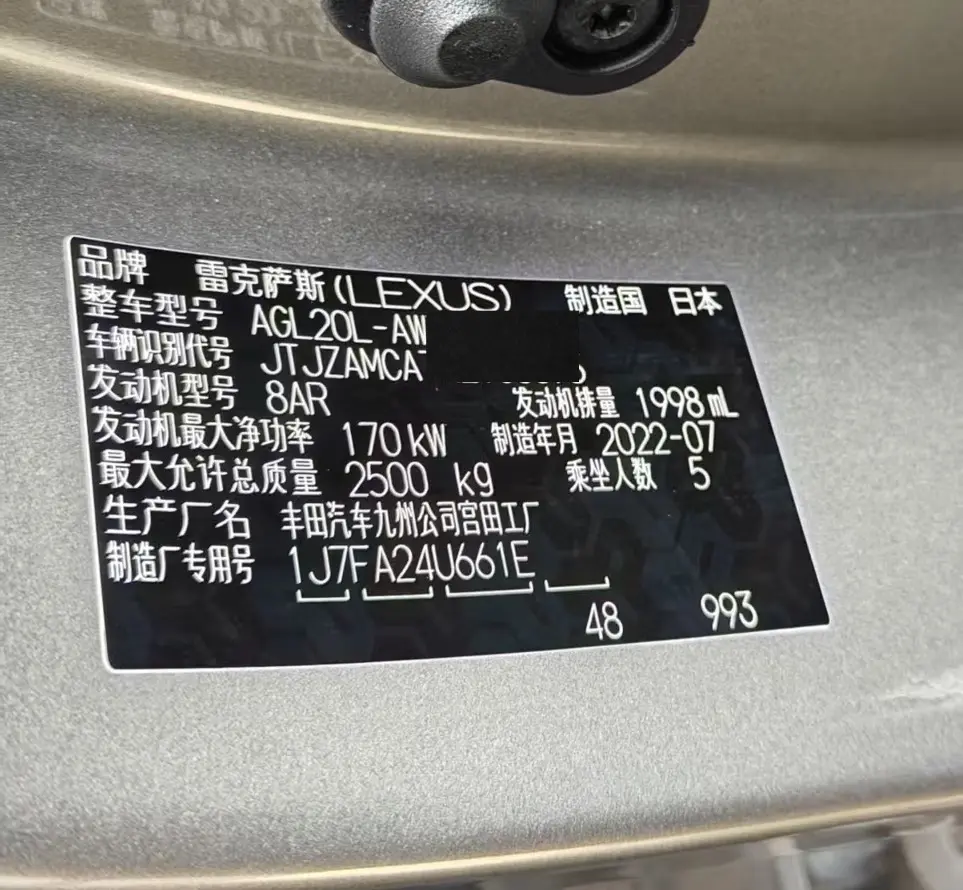 品牌 雷克萨斯(LEXUS) 制造国 日本
整车型号 AGL20L-AW
车辆识别代号 JTJZAMCA
发动机型号 8AR 发动机排量 1998 mL
发动机最大净功率 170 kW 制造年月 2022-07
最大允许总质量 2500 kg 乘坐人数 5
生产厂名 丰田汽车九州公司宫田工厂
制造厂专用号 1J7FA24U661E
48 993